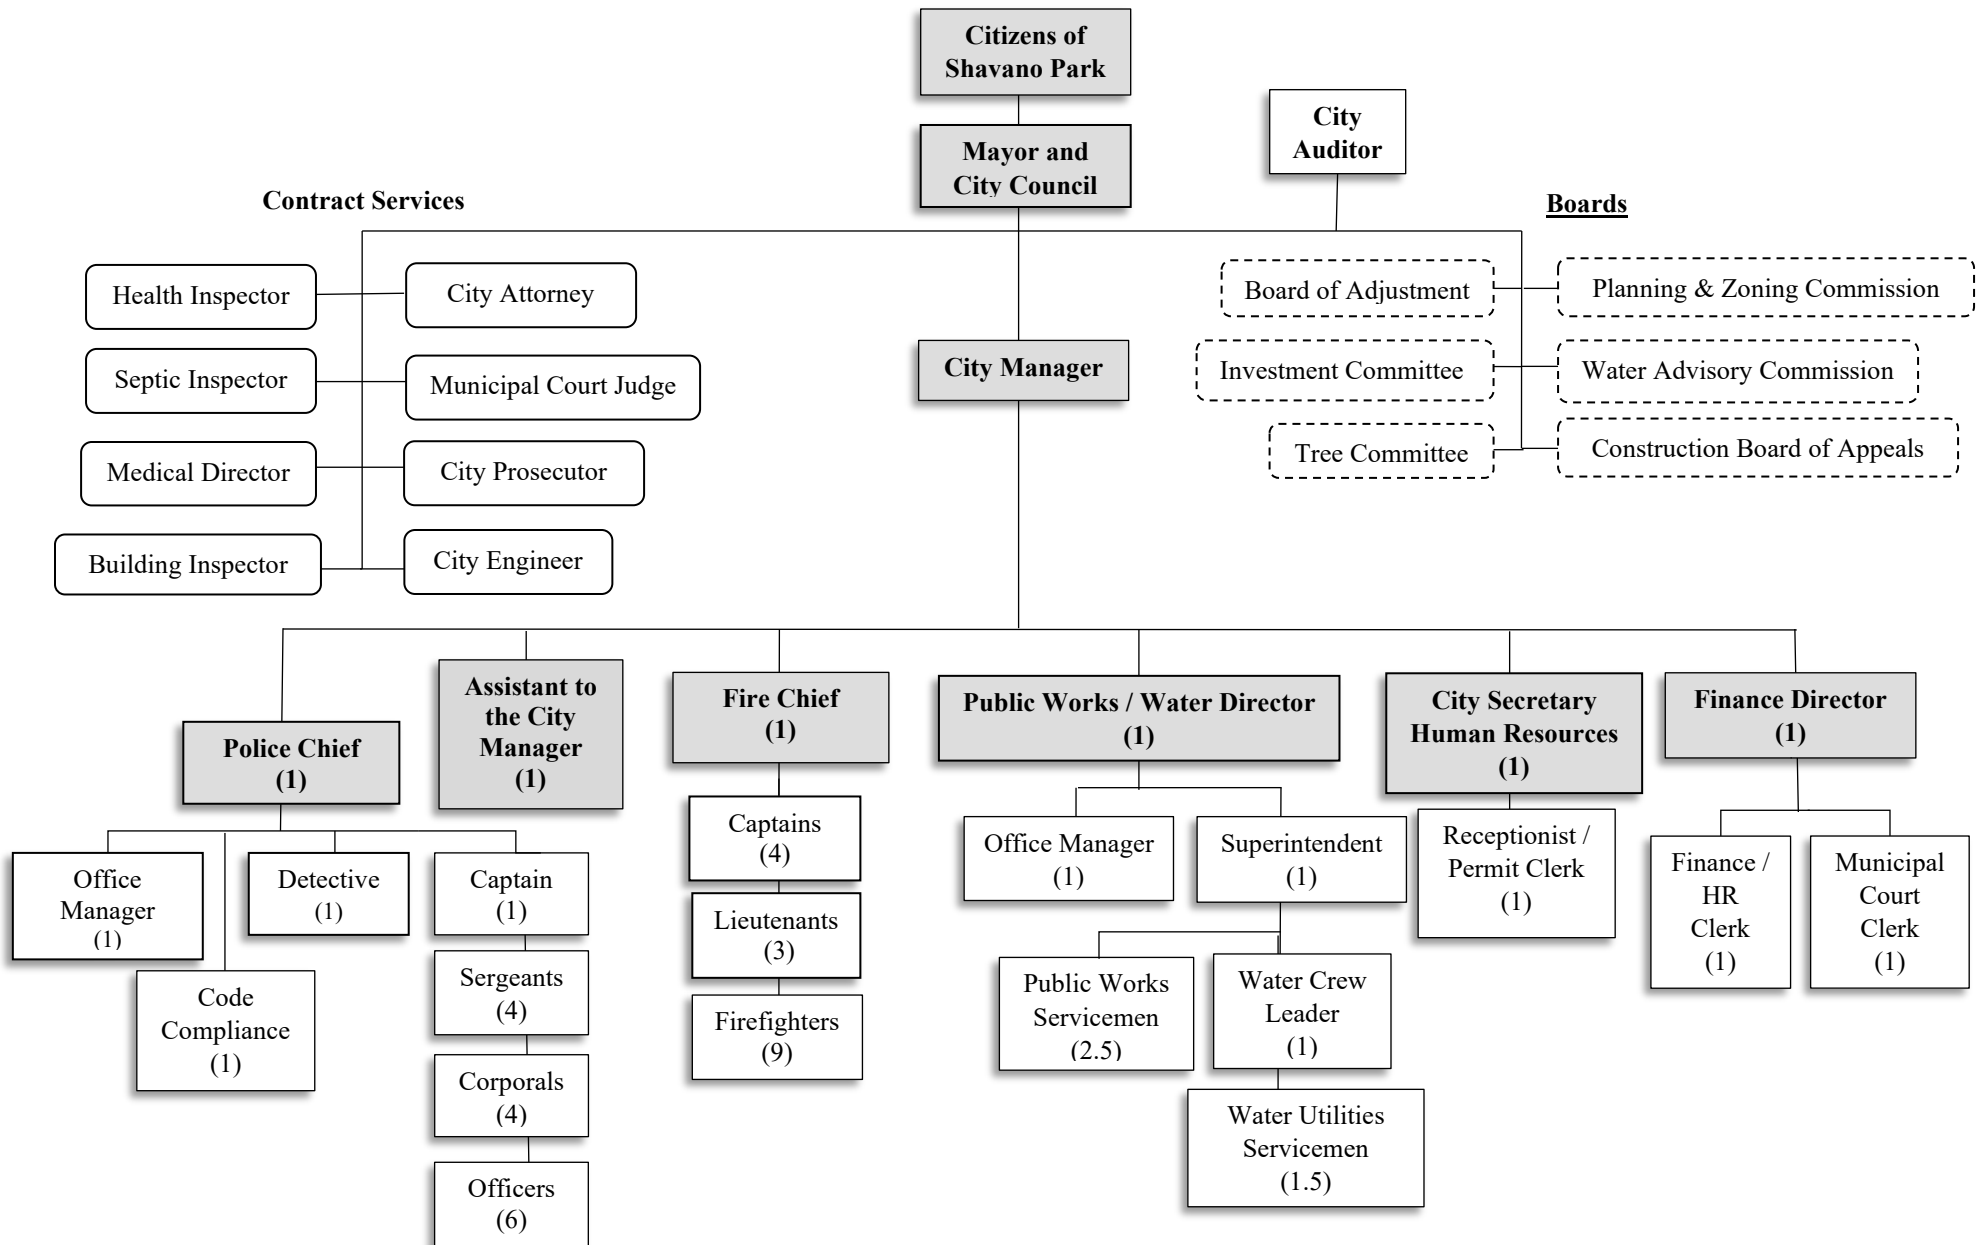 Citizens of
Shavano Park
Mayor and
City Council
City
Auditor
Contract Services
Boards
Health Inspector
City Attorney
Septic Inspector
Municipal Court Judge
Medical Director
City Prosecutor
Building Inspector
City Engineer
City Manager
Board of Adjustment
Planning & Zoning Commission
Investment Committee
Water Advisory Commission
Tree Committee
Construction Board of Appeals
Police Chief
(1)
Office
Manager
(1)
Code
Compliance
(1)
Detective
(1)
Captain
(1)
Sergeants
(4)
Corporals
(4)
Officers
(6)
Assistant to
the City
Manager
(1)
Fire Chief
(1)
Captains
(4)
Lieutenants
(3)
Firefighters
(9)
Public Works / Water Director
(1)
Office Manager
(1)
Superintendent
(1)
Public Works
Servicemen
(2.5)
Water Crew
Leader
(1)
Water Utilities
Servicemen
(1.5)
City Secretary
Human Resources
(1)
Receptionist /
Permit Clerk
(1)
Finance Director
(1)
Finance /
HR
Clerk
(1)
Municipal
Court
Clerk
(1)